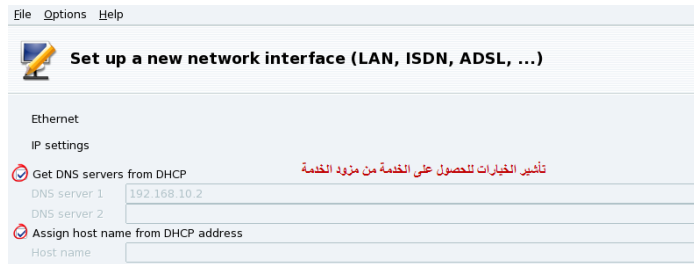 File Options Help
Set up a new network interface (LAN, ISDN, ADSL, ...)
Ethernet
IP settings
Get DNS servers from DHCP
تأشير الخيارات للحصول على الخدمة من مزود الخدمة
DNS server 1 192.168.10.2
DNS server 2
Assign host name from DHCP address
Host name